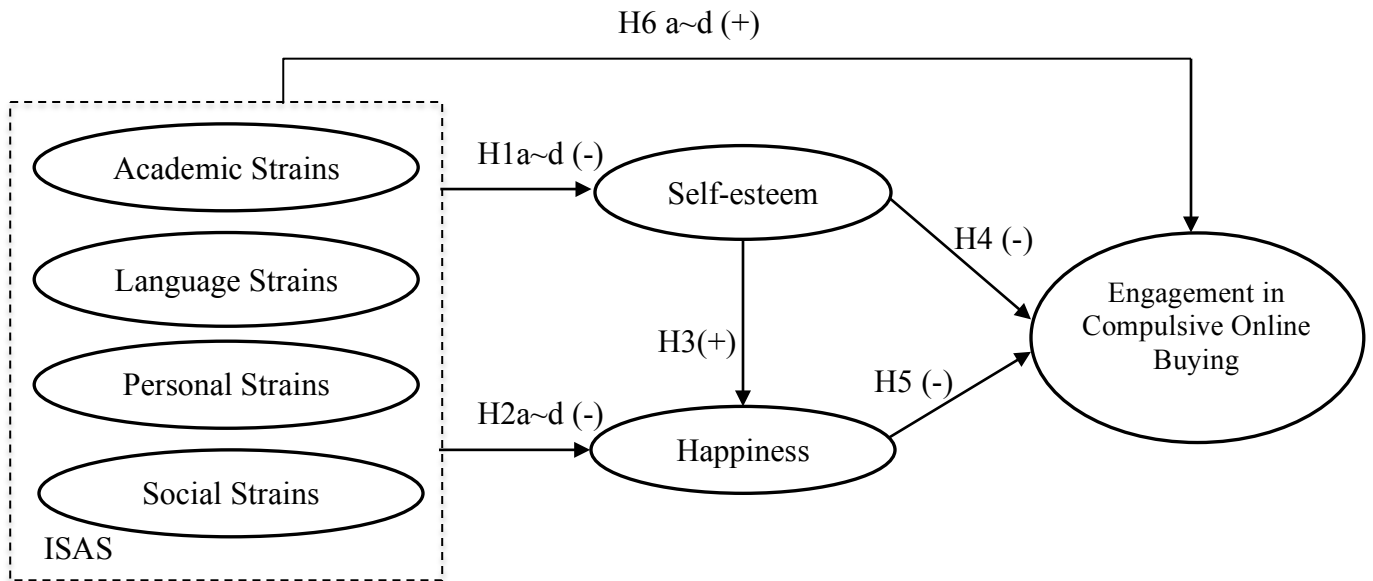 H6 a~d (+)
Academic Strains
Language Strains
Personal Strains
Social Strains
ISAS
H1a~d (-)
Self-esteem
H4 (-)
H3(+)
H2a~d (-)
Happiness
H5 (-)
Engagement in
Compulsive Online
Buying